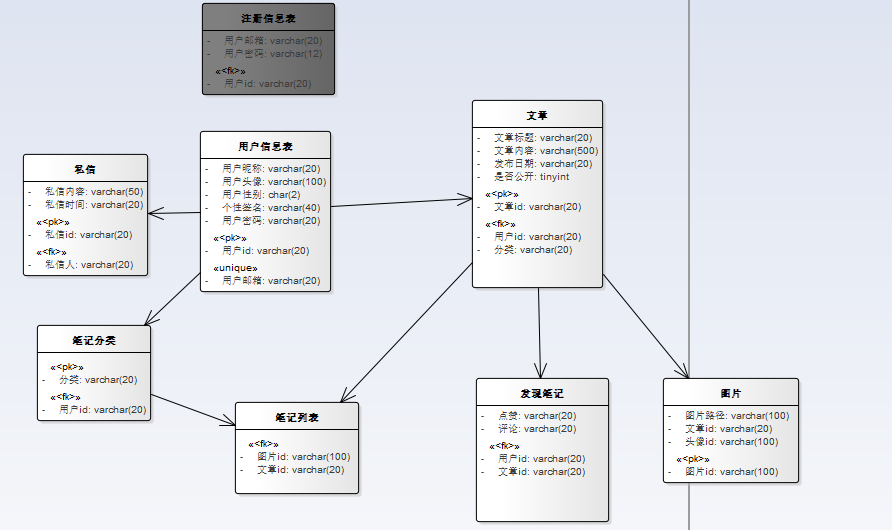 注册信息表
- 用户邮箱: varchar(20)
- 用户密码: varchar(12)
«<fk>»
- 用户id: varchar(20)
私信
- 私信内容: varchar(50)
- 私信时间: varchar(20)
«<pk>»
- 私信id: varchar(20)
«<fk>»
- 私信人: varchar(20)
用户信息表
- 用户昵称: varchar(20)
- 用户头像: varchar(100)
- 用户性别: char(2)
- 个性签名: varchar(40)
- 用户密码: varchar(20)
«<pk>»
- 用户id: varchar(20)
«unique»
- 用户邮箱: varchar(20)
文章
- 文章标题: varchar(20)
- 文章内容: varchar(500)
- 发布日期: varchar(20)
- 是否公开: tinyint
«<pk>»
- 文章id: varchar(20)
«<fk>»
- 用户id: varchar(20)
- 分类: varchar(20)
笔记分类
«<pk>»
- 分类: varchar(20)
«<fk>»
- 用户id: varchar(20)
笔记列表
«<fk>»
- 图片id: varchar(100)
- 文章id: varchar(20)
发现笔记
- 点赞: varchar(20)
- 评论: varchar(20)
«<fk>»
- 用户id: varchar(20)
- 文章id: varchar(20)
图片
- 图片路径: varchar(100)
- 文章id: varchar(20)
- 头像id: varchar(100)
«<pk>»
- 图片id: varchar(100)